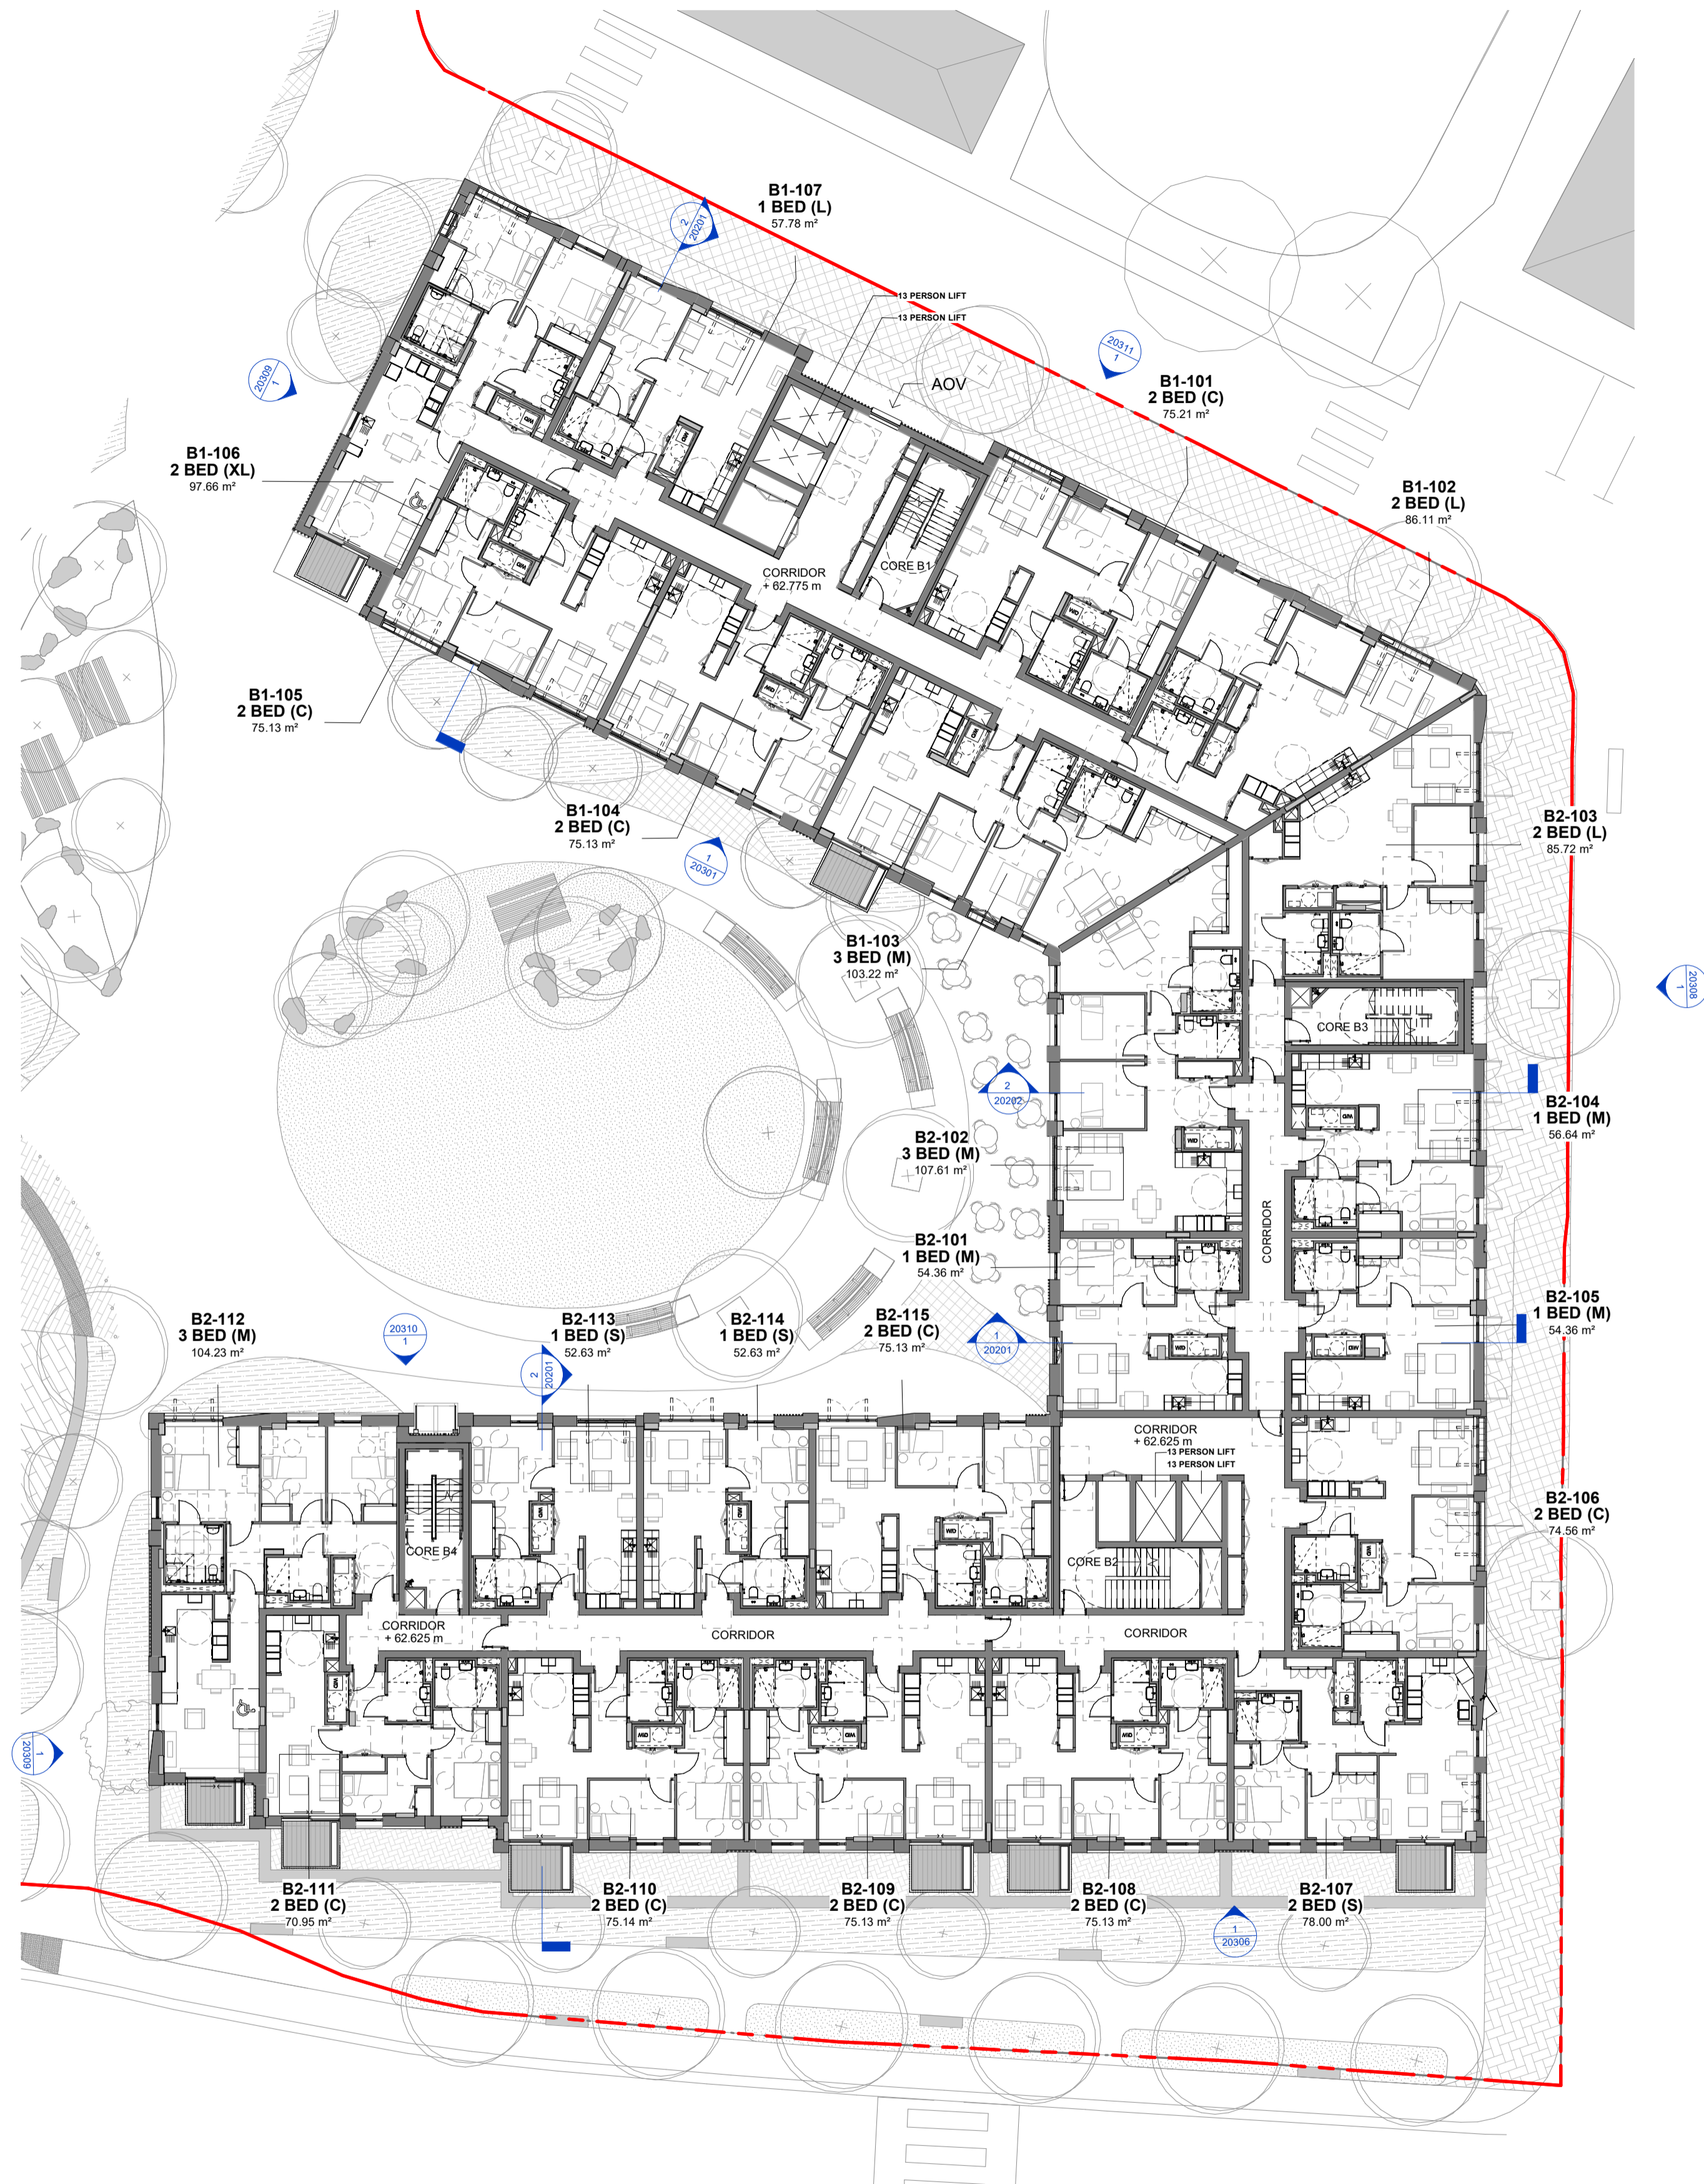 B1-107
1 BED (L)
57.78 m²
2
20201
13 PERSON LIFT
13 PERSON LIFT
20311
1
AOV
B1-101
2 BED (C)
75.21 m²
20309
1
B1-106
2 BED (XL)
97.66 m²
B1-102
2 BED (L)
86.11 m²
CORRIDOR
+ 62.775 m
CORE B1
B1-105
2 BED (C)
75.13 m²
B1-104
2 BED (C)
75.13 m²
1
20301
B2-103
2 BED (L)
85.72 m²
B1-103
3 BED (M)
103.22 m²
20308
1
CORE B3
2
20202
B2-104
1 BED (M)
56.64 m²
B2-102
3 BED (M)
107.61 m²
CORRIDOR
B2-101
1 BED (M)
54.36 m²
B2-105
1 BED (M)
54.36 m²
B2-112
3 BED (M)
104.23 m²
20310
1
B2-113
1 BED (S)
52.63 m²
B2-114
1 BED (S)
52.63 m²
B2-115
2 BED (C)
75.13 m²
1
20201
2
20201
CORRIDOR
+ 62.625 m
13 PERSON LIFT
13 PERSON LIFT
B2-106
2 BED (C)
74.56 m²
CORE B4
CORE B2
CORRIDOR
+ 62.625 m
CORRIDOR
CORRIDOR
1
20309
B2-111
2 BED (C)
70.95 m²
B2-110
2 BED (C)
75.14 m²
B2-109
2 BED (C)
75.13 m²
B2-108
2 BED (C)
75.13 m²
B2-107
2 BED (S)
78.00 m²
1
20306